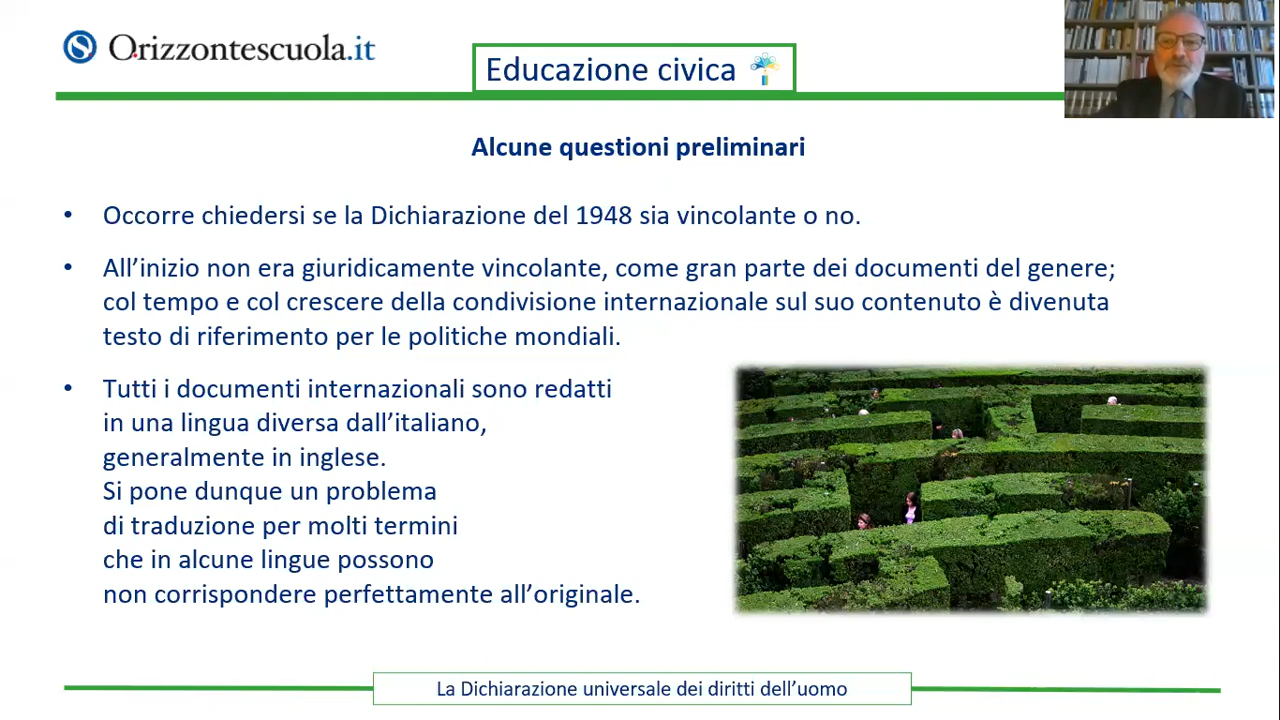 Orizzontescuola.it
Educazione civica
Alcune questioni preliminari
• Occorre chiedersi se la Dichiarazione del 1948 sia vincolante o no.
• All’inizio non era giuridicamente vincolante, come gran parte dei documenti del genere;
col tempo e col crescere della condivisione internazionale sul suo contenuto è divenuta
testo di riferimento per le politiche mondiali.
• Tutti i documenti internazionali sono redatti
in una lingua diversa dall’italiano,
generalmente in inglese.
Si pone dunque un problema
di traduzione per molti termini
che in alcune lingue possono
non corrispondere perfettamente all’originale.
La Dichiarazione universale dei diritti dell’uomo